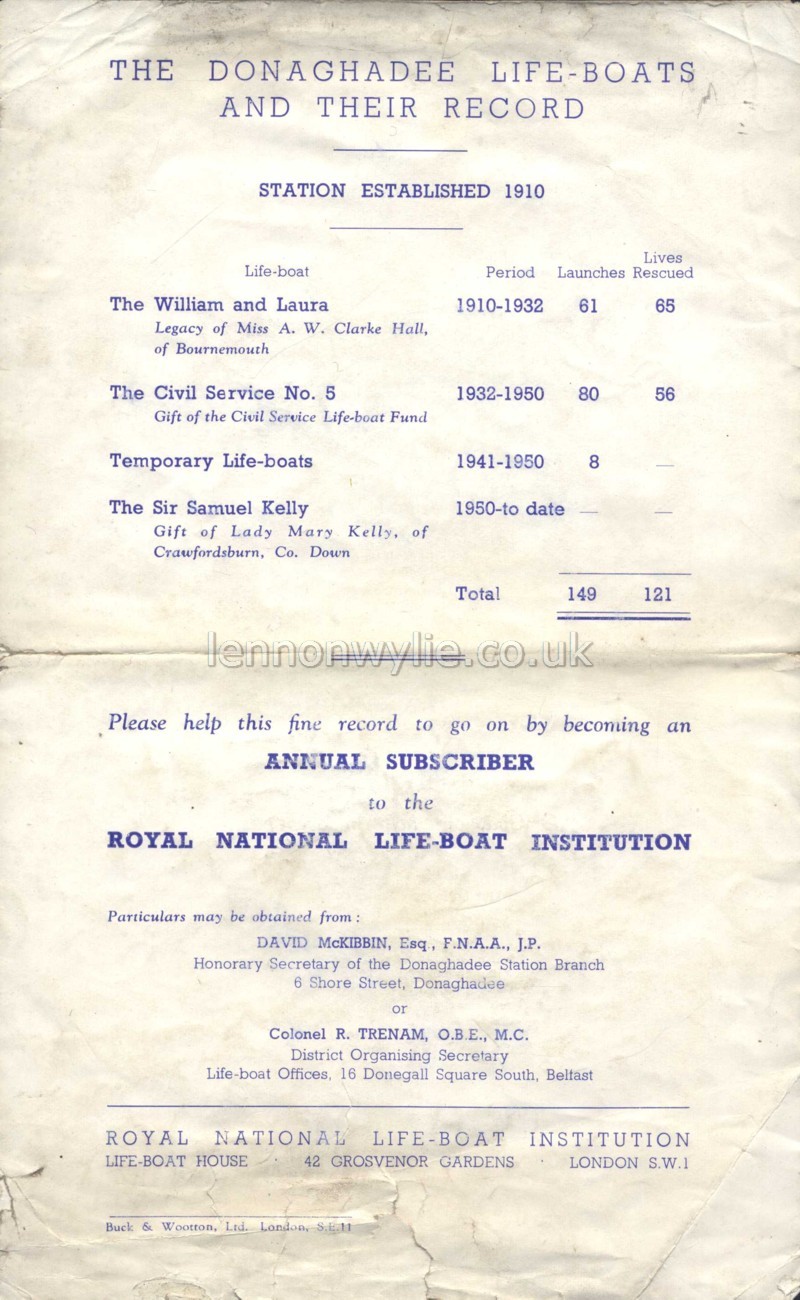 THE DONAGHADEE LIFE-BOATS
AND THEIR RECORD
STATION ESTABLISHED 1910
Life-boat Period Launches Lives Rescued
The William and Laura 1910-1932 61 65
Legacy of Miss A. W. Clarke Hall,
of Bournemouth
The Civil Service No. 5 1932-1950 80 56
Gift of the Civil Service Life-boat Fund
Temporary Life-boats 1941-1950 8 —
The Sir Samuel Kelly 1950-to date — —
Gift of Lady Mary Kelly, of
Crawfordsburn, Co. Down
Total 149 121
lennonwylie.co.uk
Please help this fine record to go on by becoming an
ANNUAL SUBSCRIBER
to the
ROYAL NATIONAL LIFE-BOAT INSTITUTION
Particulars may be obtained from :
DAVID McKIBBIN, Esq., F.N.A.A., J.P.
Honorary Secretary of the Donaghadee Station Branch
6 Shore Street, Donaghadee
or
Colonel R. TRENAM, O.B.E., M.C.
District Organising Secretary
Life-boat Offices, 16 Donegall Square South, Belfast
ROYAL NATIONAL LIFE-BOAT INSTITUTION
LIFE-BOAT HOUSE · 42 GROSVENOR GARDENS · LONDON S.W.1
Buck & Wootton, Ltd. London, S.E.11